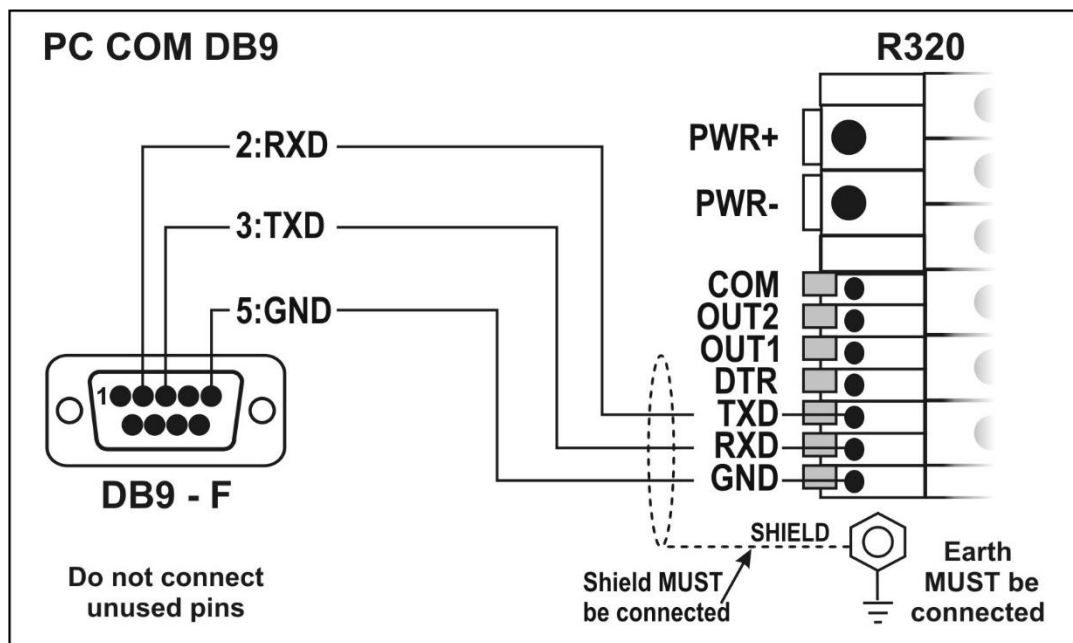 PC COM DB9
R320
2:RXD
3:TXD
5:GND
1
DB9 - F
Do not connect
unused pins
PWR+
PWR-
COM
OUT2
OUT1
DTR
TXD
RXD
GND
SHIELD
Shield MUST
be connected
Earth
MUST be
connected